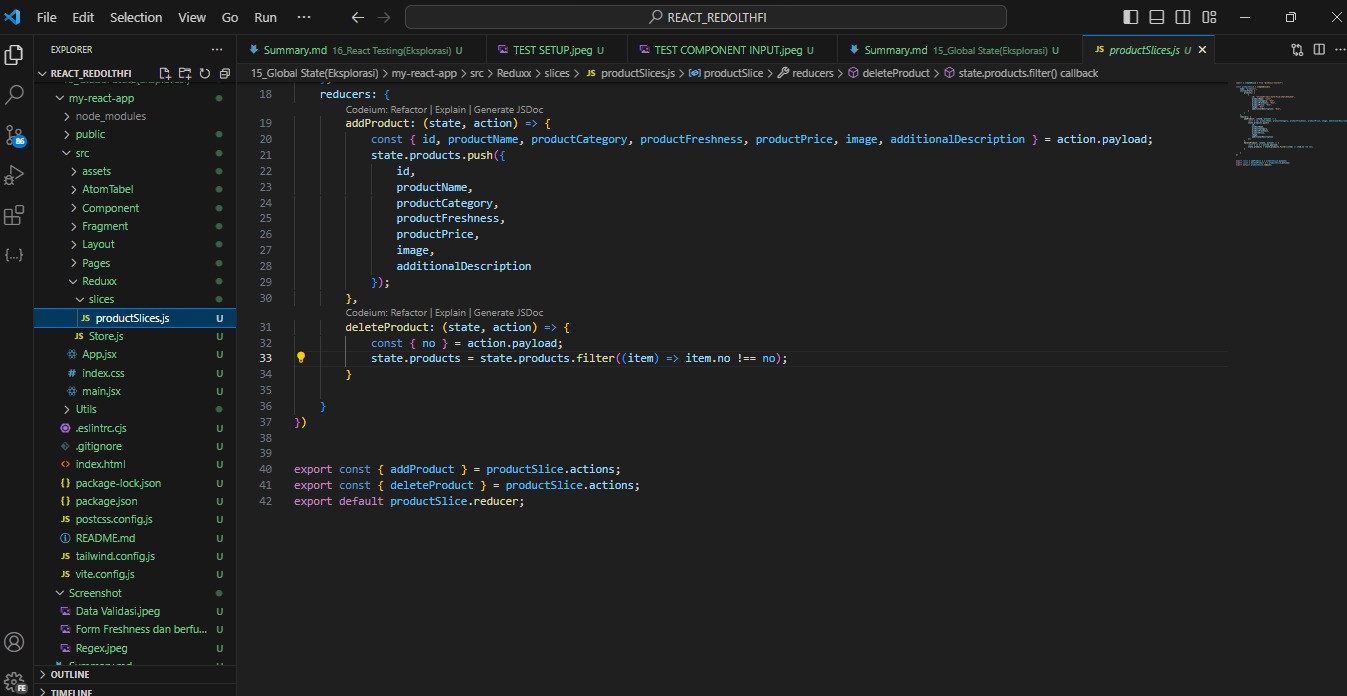 File Edit Selection View Go Run ··· REACT_REDOLTHFI
EXPLORER ···
REACT_REDOLTHFI
my-react-app
node_modules
public
src
assets
AtomTabel
Component
Fragment
Layout
Pages
Reduxx
slices
JS productSlices.js U
JS Store.js U
App.jsx U
# index.css U
main.jsx U
Utils
.eslintrc.cjs U
.gitignore U
<> index.html U
{} package-lock.json U
{} package.json U
JS postcss.config.js U
README.md U
JS tailwind.config.js U
JS vite.config.js U
Screenshot
Data Validasi.jpeg U
Form Freshness dan berfu... U
Regex.jpeg U
Summary.md U
OUTLINE
TIMELINE
86
FE
Summary.md 16_React Testing(Eksplorasi) U
TEST SETUP.jpeg U
TEST COMPONENT INPUT.jpeg U
Summary.md 15_Global State(Eksplorasi) U
JS productSlices.js U
15_Global State(Eksplorasi) > my-react-app > src > Reduxx > slices > JS productSlices.js > productSlice > reducers > deleteProduct > state.products.filter() callback
18 reducers: {
Codeium: Refactor | Explain | Generate JSDoc
19 addProduct: (state, action) => {
20 const { id, productName, productCategory, productFreshness, productPrice, image, additionalDescription } = action.payload;
21 state.products.push({
22 id,
23 productName,
24 productCategory,
25 productFreshness,
26 productPrice,
27 image,
28 additionalDescription
29 });
30 },
Codeium: Refactor | Explain | Generate JSDoc
31 deleteProduct: (state, action) => {
32 const { no } = action.payload;
33 state.products = state.products.filter((item) => item.no !== no);
34 }
35
36 }
37 })
38
39
40 export const { addProduct } = productSlice.actions;
41 export const { deleteProduct } = productSlice.actions;
42 export default productSlice.reducer;